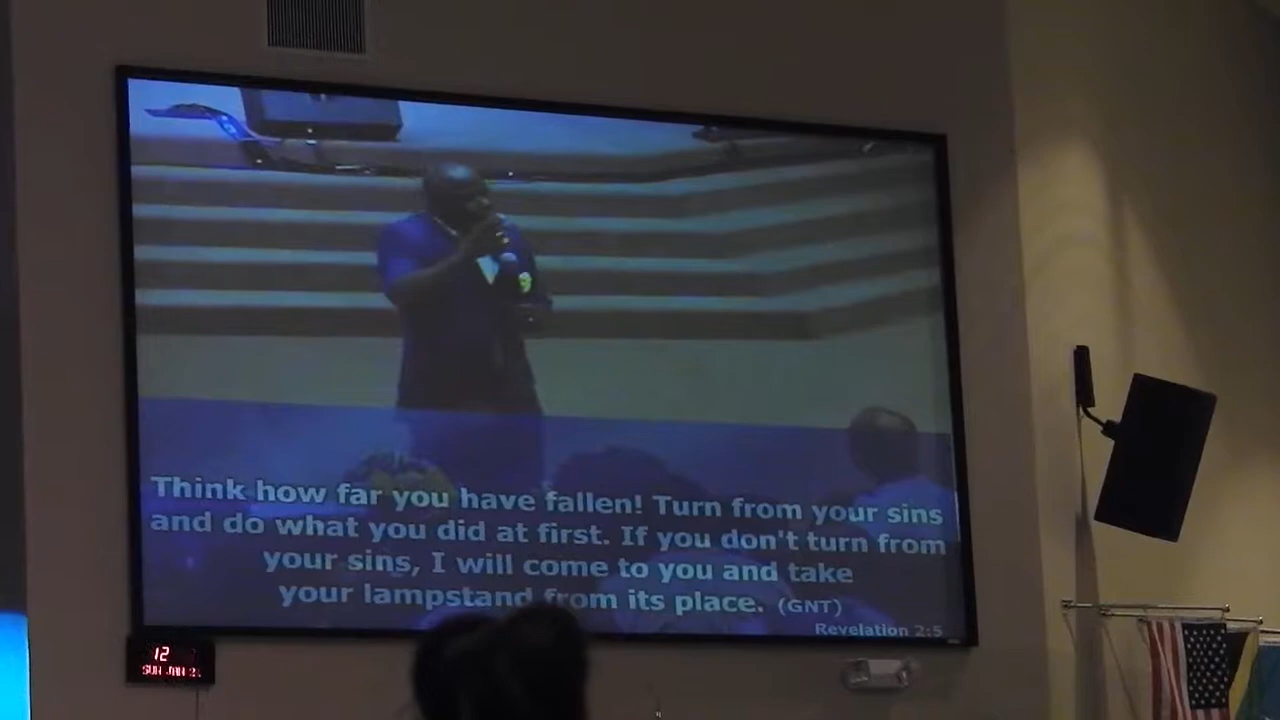 Think how far you have fallen! Turn from your sins
and do what you did at first. If you don't turn from
your sins, I will come to you and take
your lampstand from its place. (GNT)
Revelation 2:5
12
SUN JAN